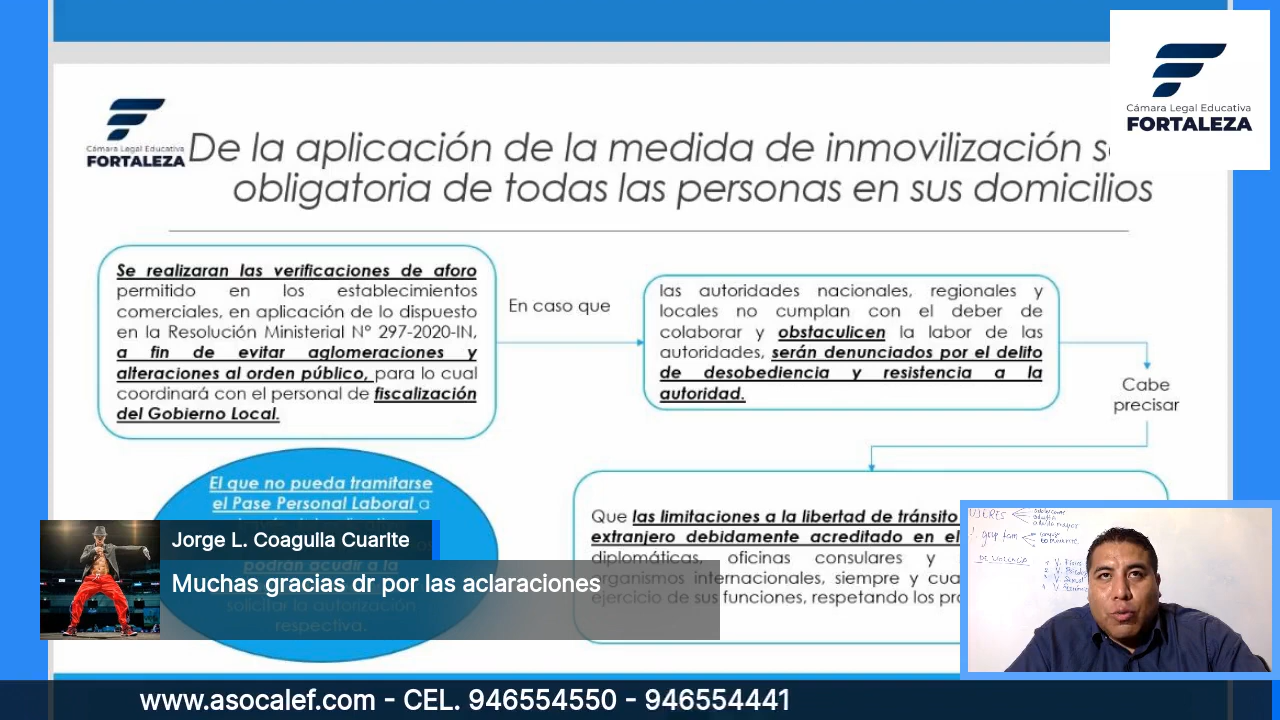 Cámara Legal Educativa
FORTALEZA
Cámara Legal Educativa
FORTALEZA
De la aplicación de la medida de inmovilización
obligatoria de todas las personas en sus domicilios
Se realizaran las verificaciones de aforo
permitido en los establecimientos
comerciales, en aplicación de lo dispuesto
en la Resolución Ministerial N° 297-2020-IN,
a fin de evitar aglomeraciones y
alteraciones al orden público, para lo cual
coordinará con el personal de fiscalización
del Gobierno Local.
En caso que
las autoridades nacionales, regionales y
locales no cumplan con el deber de
colaborar y obstaculicen la labor de las
autoridades, serán denunciados por el delito
de desobediencia y resistencia a la
autoridad.
Cabe
precisar
El que no pueda tramitarse
el Pase Personal Laboral a
podrán acudir a la
solicitar la autorización
respectiva.
Que las limitaciones a la libertad de tránsito
extranjero debidamente acreditado en el
diplomáticas, oficinas consulares y
organismos internacionales, siempre y
ejercicio de sus funciones, respetando los
Jorge L. Coagulla Cuarite
Muchas gracias dr por las aclaraciones
www.asocalef.com - CEL. 946554550 - 946554441